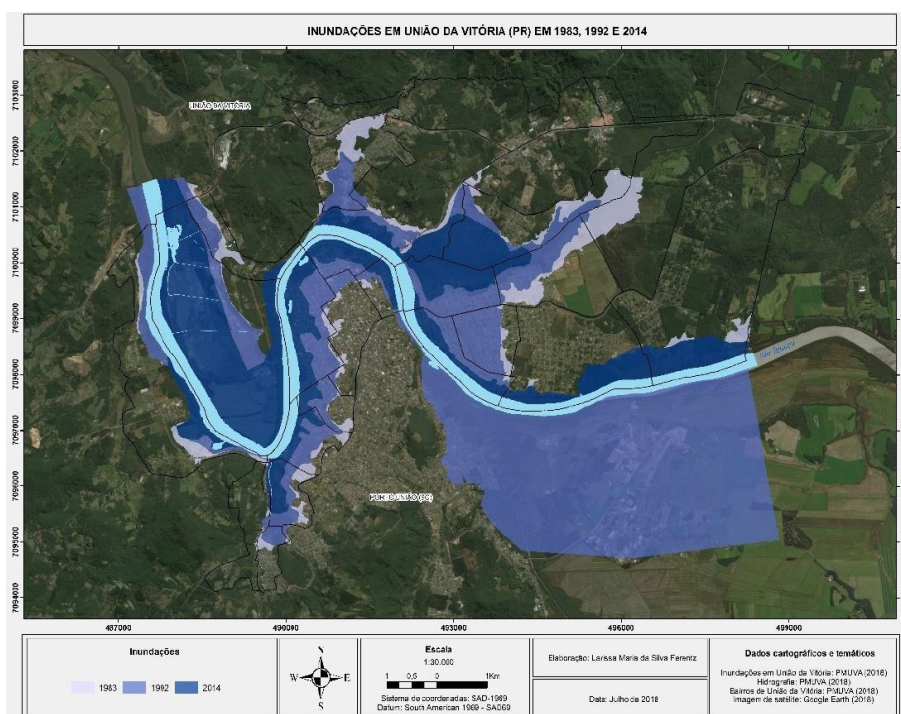 INUNDAÇÕES EM UNIÃO DA VITÓRIA (PR) EM 1983, 1992 E 2014
7103000
7102000
7101000
7100000
7099000
7098000
7097000
7096000
7095000
7094000
UNIÃO DA VITÓRIA
Rio Iguaçu
PORTO UNIÃO (SC)
487000
490000
493000
496000
499000
Inundações
1983
1992
2014
N
W
E
S
Escala
1:30.000
1 0,5 0 1Km
Sistema de coordenadas: SAD-1969
Datum: South American 1969 - SAD69
Elaboração: Larissa Maria da Silva Ferentz
Data: Julho de 2018
Dados cartográficos e temáticos
Inundações em União da Vitória: PMUVA (2018)
Hidrografia: PMUVA (2018)
Bairros de União da Vitória: PMUVA (2018)
Imagem de satélite: Google Earth (2018)